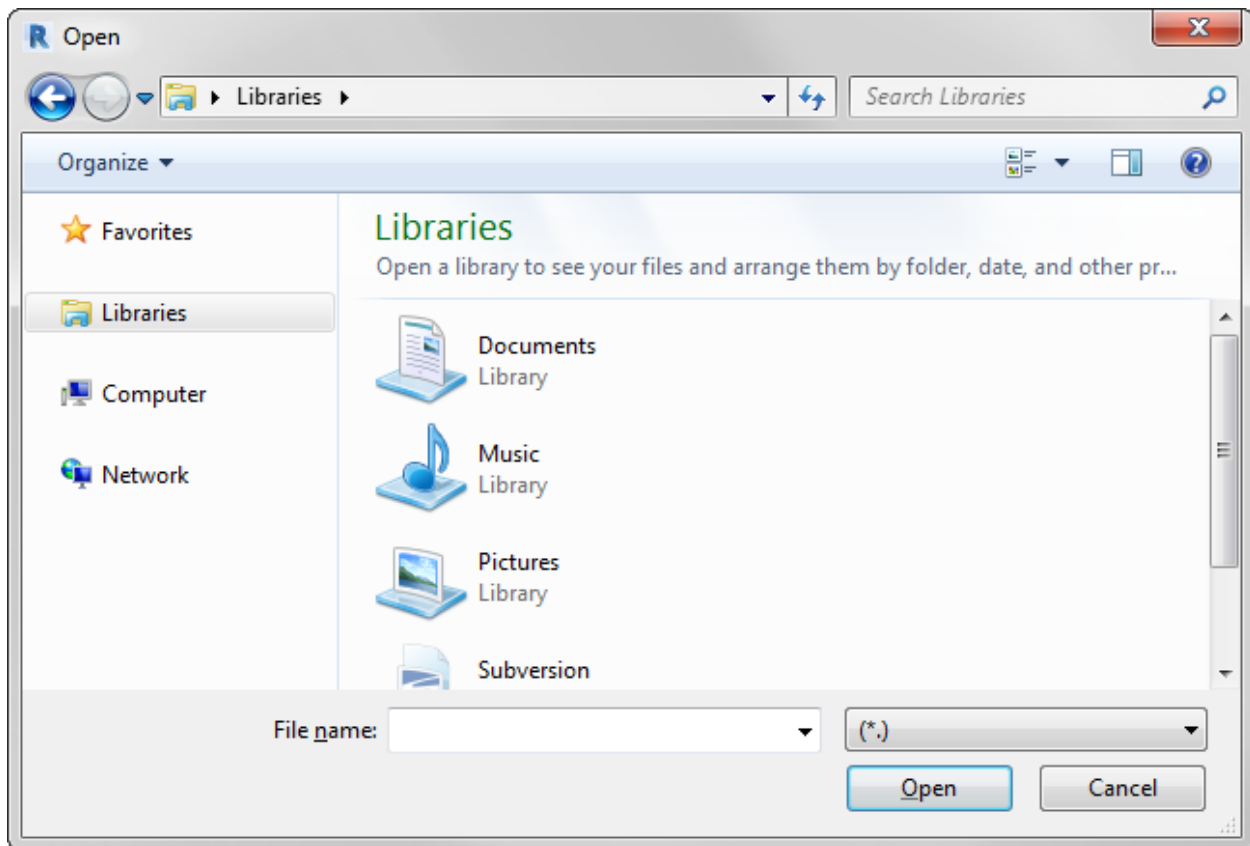 R Open
Libraries
Search Libraries
Organize
Favorites
Libraries
Computer
Network
Libraries
Open a library to see your files and arrange them by folder, date, and other pr...
Documents
Library
Music
Library
Pictures
Library
Subversion
File name:
(*.)
Open
Cancel